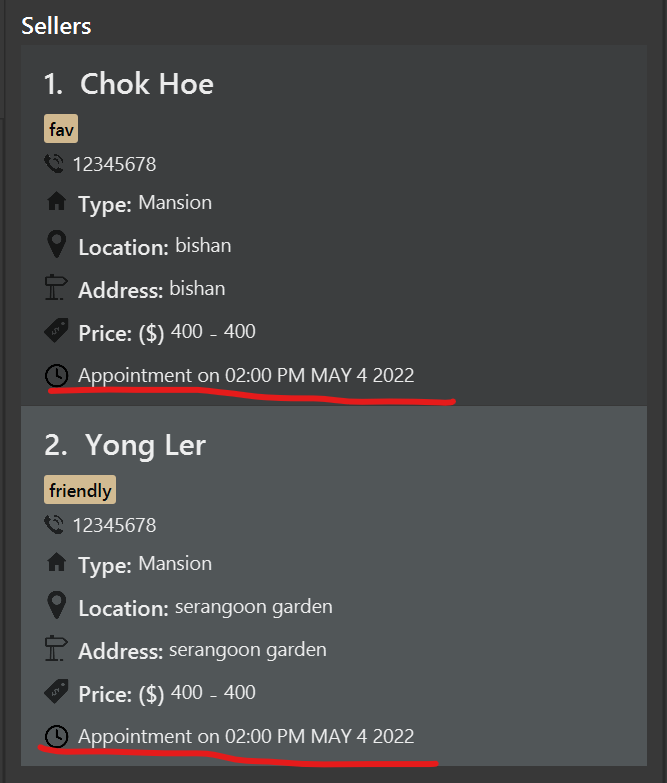 Sellers
1. Chok Hoe
fav
12345678
Type: Mansion
Location: bishan
Address: bishan
Price: ($) 400 - 400
Appointment on 02:00 PM MAY 4 2022
2. Yong Ler
friendly
12345678
Type: Mansion
Location: serangoon garden
Address: serangoon garden
Price: ($) 400 - 400
Appointment on 02:00 PM MAY 4 2022